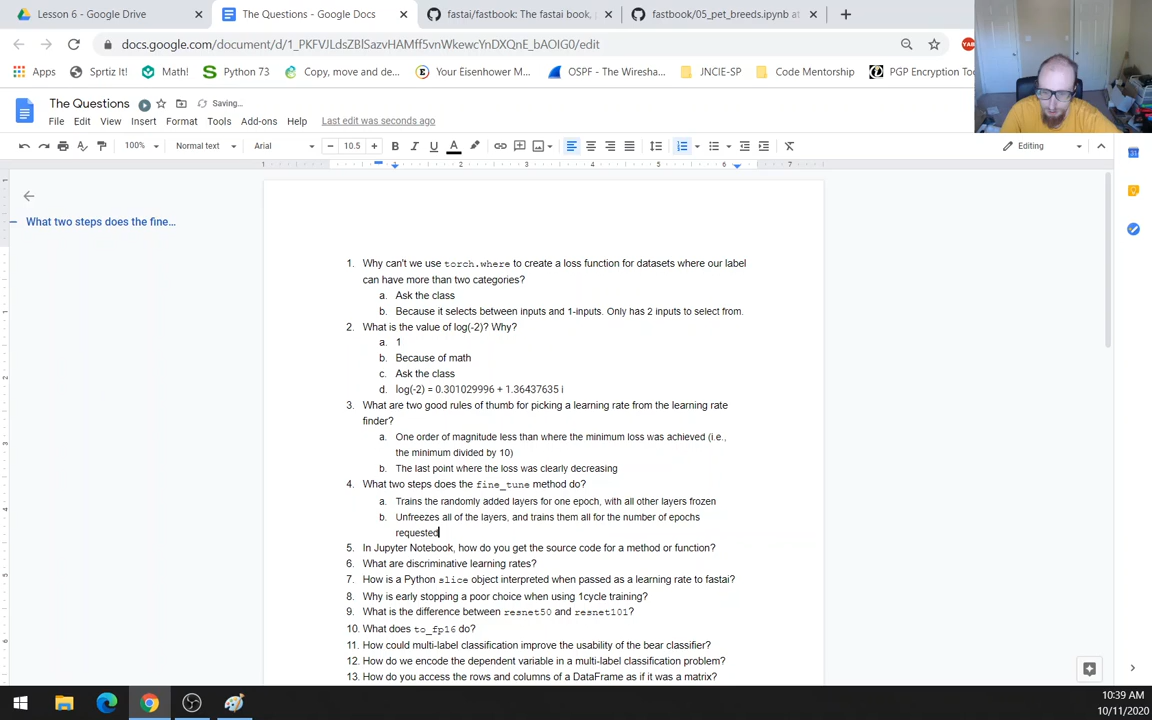 Lesson 6 - Google Drive
The Questions - Google Docs
fastai/fastbook: The fastai book,
fastbook/05_pet_breeds.ipynb at
docs.google.com/document/d/1_PKFVJLdsZBlSazvHAMff5vnWkewcYnDXQnE_bAOIG0/edit
Apps
Sprtiz It!
Math!
Python 73
Copy, move and de...
Your Eisenhower M...
OSPF - The Wiresha...
JNCIE-SP
Code Mentorship
PGP Encryption To
The Questions
Saving...
File Edit View Insert Format Tools Add-ons Help Last edit was seconds ago
100% Normal text Arial 10.5 Editing
What two steps does the fine...
1. Why can't we use torch.where to create a loss function for datasets where our label
can have more than two categories?
a. Ask the class
b. Because it selects between inputs and 1-inputs. Only has 2 inputs to select from.
2. What is the value of log(-2)? Why?
a. 1
b. Because of math
c. Ask the class
d. log(-2) = 0.301029996 + 1.36437635 i
3. What are two good rules of thumb for picking a learning rate from the learning rate
finder?
a. One order of magnitude less than where the minimum loss was achieved (i.e.,
the minimum divided by 10)
b. The last point where the loss was clearly decreasing
4. What two steps does the fine_tune method do?
a. Trains the randomly added layers for one epoch, with all other layers frozen
b. Unfreezes all of the layers, and trains them all for the number of epochs
requested
5. In Jupyter Notebook, how do you get the source code for a method or function?
6. What are discriminative learning rates?
7. How is a Python slice object interpreted when passed as a learning rate to fastai?
8. Why is early stopping a poor choice when using 1cycle training?
9. What is the difference between resnet50 and resnet101?
10. What does to_fp16 do?
11. How could multi-label classification improve the usability of the bear classifier?
12. How do we encode the dependent variable in a multi-label classification problem?
13. How do you access the rows and columns of a DataFrame as if it was a matrix?
10:39 AM
10/11/2020